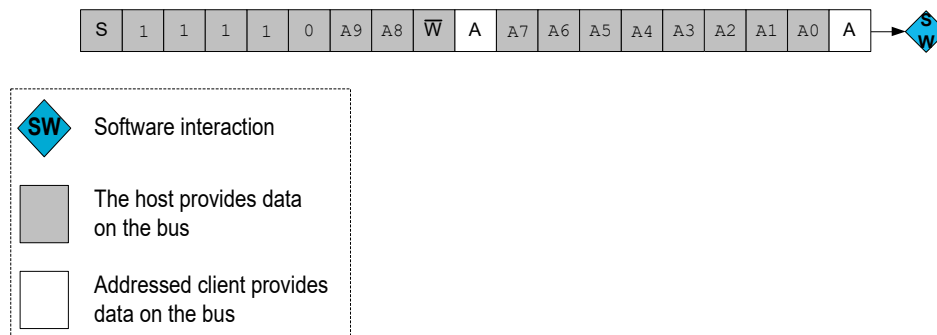 S 1 1 1 1 0 A9 A8 W̅ A A7 A6 A5 A4 A3 A2 A1 A0 A S W
SW Software interaction
The host provides data
on the bus
Addressed client provides
data on the bus